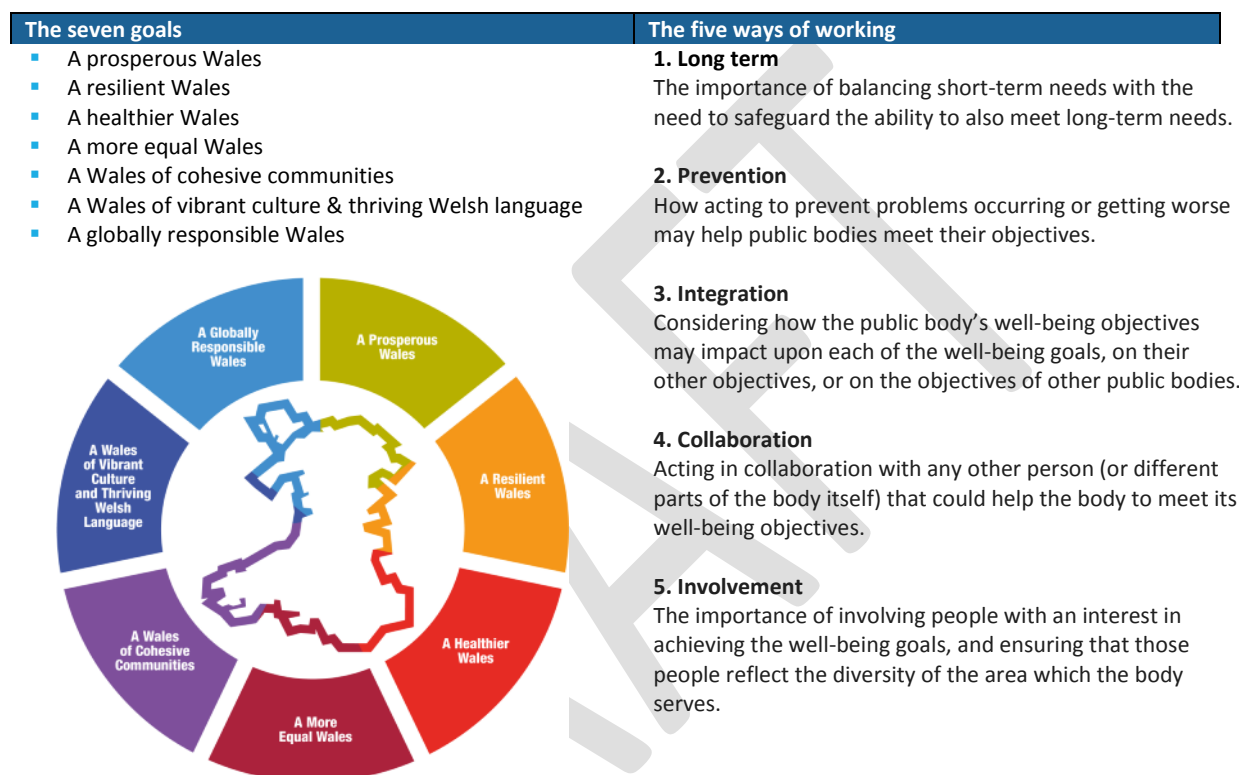 The seven goals
A prosperous Wales
A resilient Wales
A healthier Wales
A more equal Wales
A Wales of cohesive communities
A Wales of vibrant culture & thriving Welsh language
A globally responsible Wales
A Globally
Responsible
Wales
A Prosperous
Wales
A Wales
of Vibrant
Culture
and Thriving
Welsh
Language
A Resilient
Wales
A Wales
of Cohesive
Communities
A Healthier
Wales
A More
Equal Wales
The five ways of working
1. Long term
The importance of balancing short-term needs with the
need to safeguard the ability to also meet long-term needs.
2. Prevention
How acting to prevent problems occurring or getting worse
may help public bodies meet their objectives.
3. Integration
Considering how the public body’s well-being objectives
may impact upon each of the well-being goals, on their
other objectives, or on the objectives of other public bodies.
4. Collaboration
Acting in collaboration with any other person (or different
parts of the body itself) that could help the body to meet its
well-being objectives.
5. Involvement
The importance of involving people with an interest in
achieving the well-being goals, and ensuring that those
people reflect the diversity of the area which the body
serves.